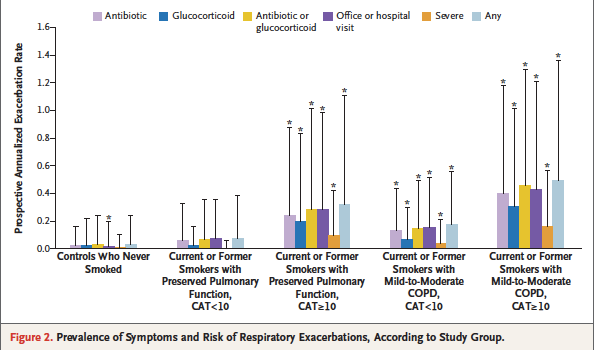 Antibiotic Glucocorticoid Antibiotic or glucocorticoid Office or hospital visit Severe Any
Prospective Annualized Exacerbation Rate
1.6
1.4
1.2
1.0
0.8
0.6
0.4
0.2
0.0
* * * * * * * * * * * * * * * * * * *
Controls Who Never
Smoked
Current or Former
Smokers with
Preserved Pulmonary
Function,
CAT<10
Current or Former
Smokers with
Preserved Pulmonary
Function,
CAT≥10
Current or Former
Smokers with
Mild-to-Moderate
COPD,
CAT<10
Current or Former
Smokers with
Mild-to-Moderate
COPD,
CAT≥10
Figure 2. Prevalence of Symptoms and Risk of Respiratory Exacerbations, According to Study Group.